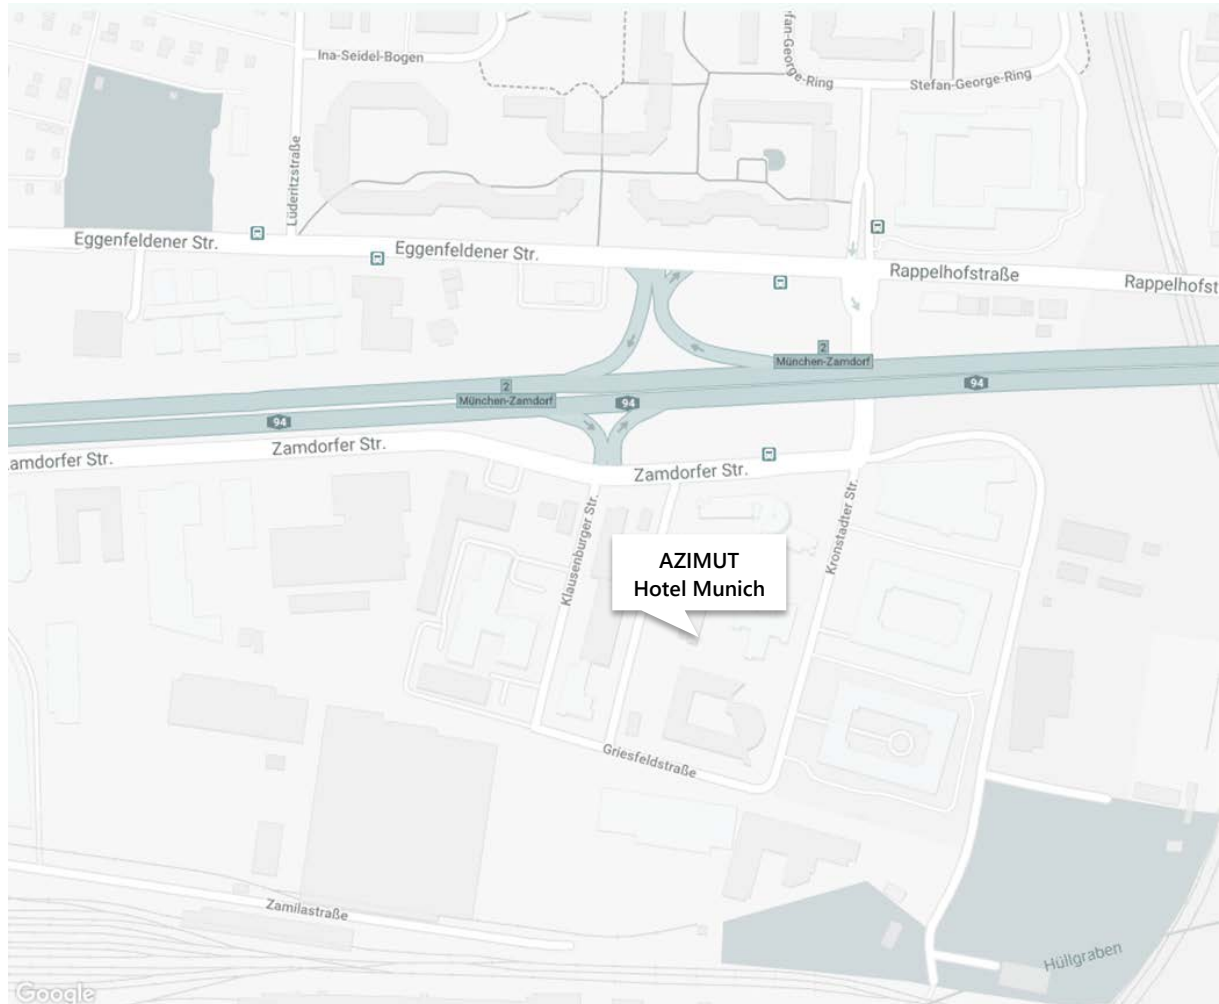 Ina-Seidel-Bogen
fan-George-Ring
Stefan-George-Ring
Lüderitzstraße
Eggenfeldener Str.
Eggenfeldener Str.
Rappelhofstraße
Rappelhofst
2
München-Zamdorf
2
München-Zamdorf
94
94
94
amdorfer Str.
Zamdorfer Str.
Zamdorfer Str.
Klausenburger Str.
Kronstadter Str.
AZIMUT
Hotel Munich
Griesfeldstraße
Zamilastraße
Hüllgraben
Google